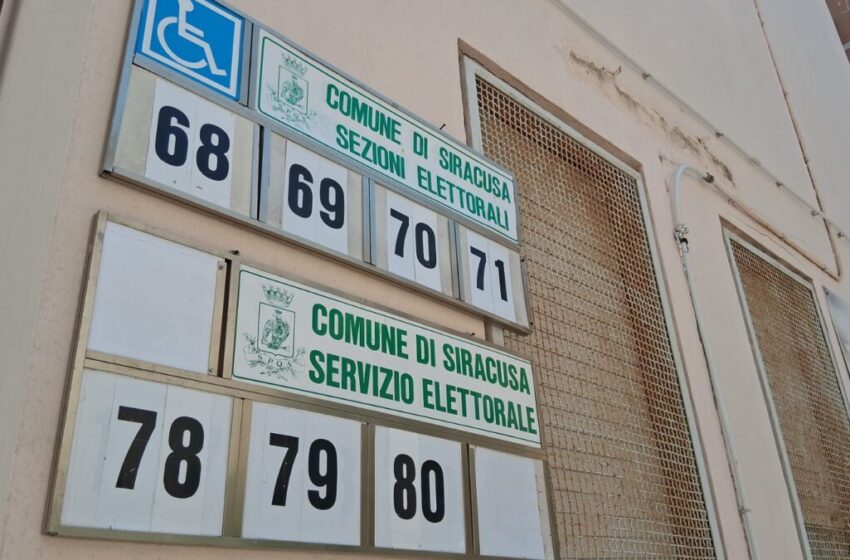 COMUNE DI SIRACUSA
SEZIONI ELETTORALI
68 69 70 71
COMUNE DI SIRACUSA
SERVIZIO ELETTORALE
78 79 80